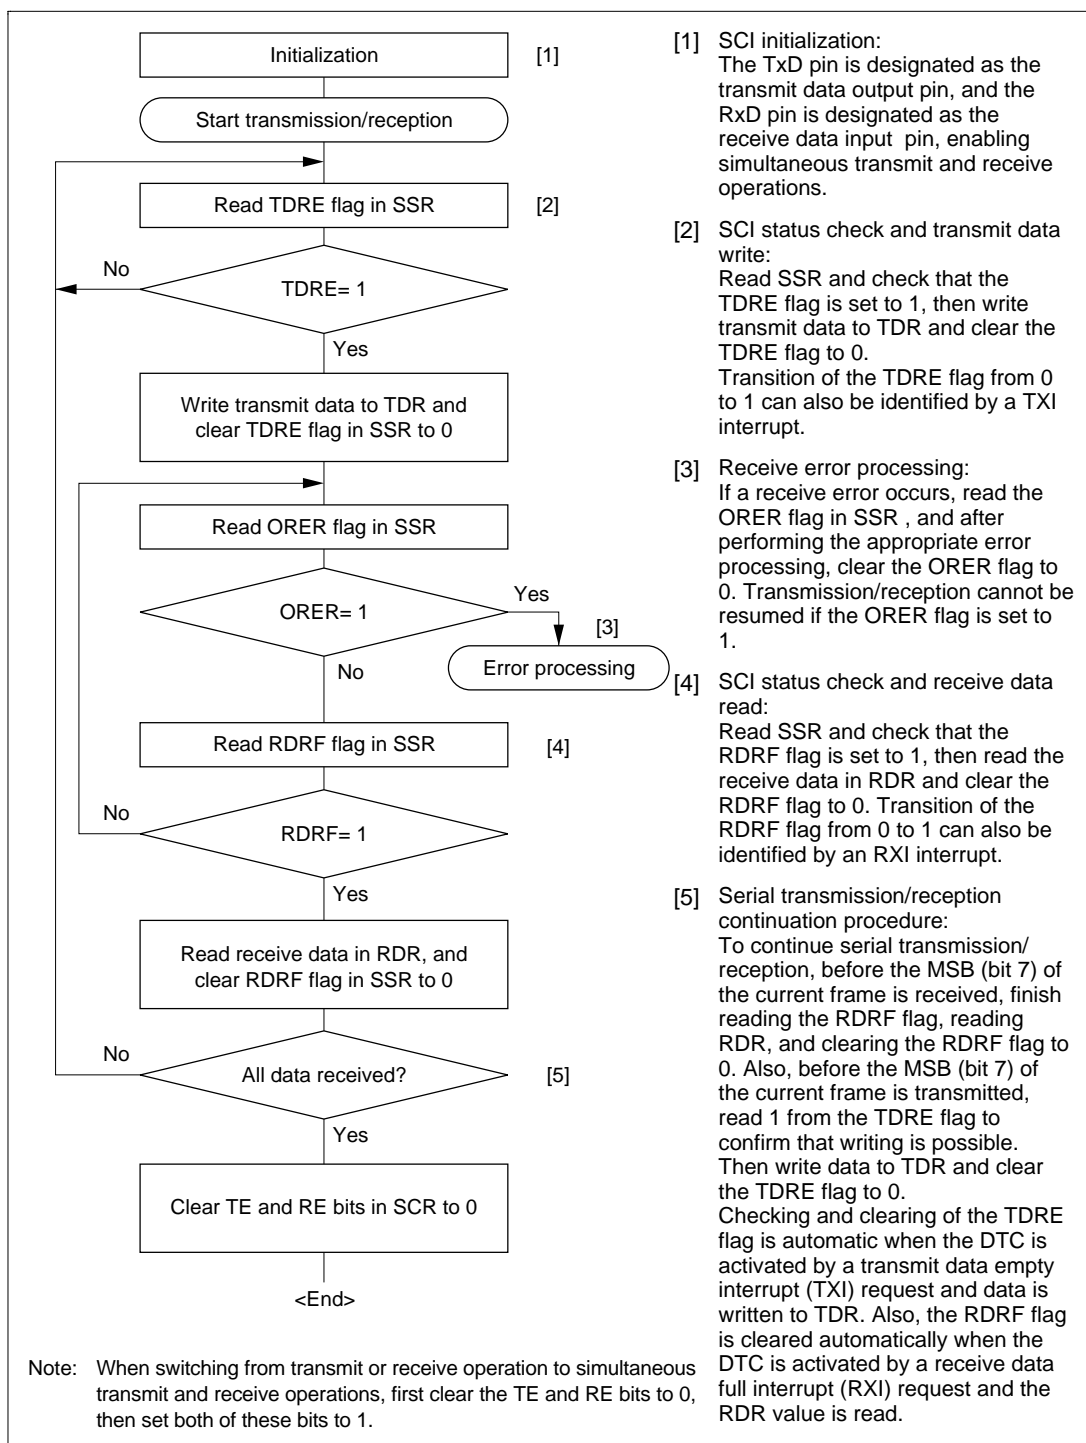 Initialization
[1]
Start transmission/reception
Read TDRE flag in SSR
[2]
No
TDRE= 1
Yes
Write transmit data to TDR and
clear TDRE flag in SSR to 0
Read ORER flag in SSR
ORER= 1
Yes
[3]
Error processing
No
Read RDRF flag in SSR
[4]
No
RDRF= 1
Yes
Read receive data in RDR, and
clear RDRF flag in SSR to 0
No
All data received?
[5]
Yes
Clear TE and RE bits in SCR to 0
<End>
[1] SCI initialization:
The TxD pin is designated as the
transmit data output pin, and the
RxD pin is designated as the
receive data input pin, enabling
simultaneous transmit and receive
operations.
[2] SCI status check and transmit data
write:
Read SSR and check that the
TDRE flag is set to 1, then write
transmit data to TDR and clear the
TDRE flag to 0.
Transition of the TDRE flag from 0
to 1 can also be identified by a TXI
interrupt.
[3] Receive error processing:
If a receive error occurs, read the
ORER flag in SSR , and after
performing the appropriate error
processing, clear the ORER flag to
0. Transmission/reception cannot be
resumed if the ORER flag is set to
1.
[4] SCI status check and receive data
read:
Read SSR and check that the
RDRF flag is set to 1, then read the
receive data in RDR and clear the
RDRF flag to 0. Transition of the
RDRF flag from 0 to 1 can also be
identified by an RXI interrupt.
[5] Serial transmission/reception
continuation procedure:
To continue serial transmission/
reception, before the MSB (bit 7) of
the current frame is received, finish
reading the RDRF flag, reading
RDR, and clearing the RDRF flag to
0. Also, before the MSB (bit 7) of
the current frame is transmitted,
read 1 from the TDRE flag to
confirm that writing is possible.
Then write data to TDR and clear
the TDRE flag to 0.
Checking and clearing of the TDRE
flag is automatic when the DTC is
activated by a transmit data empty
interrupt (TXI) request and data is
written to TDR. Also, the RDRF flag
is cleared automatically when the
DTC is activated by a receive data
full interrupt (RXI) request and the
RDR value is read.
Note: When switching from transmit or receive operation to simultaneous
transmit and receive operations, first clear the TE and RE bits to 0,
then set both of these bits to 1.